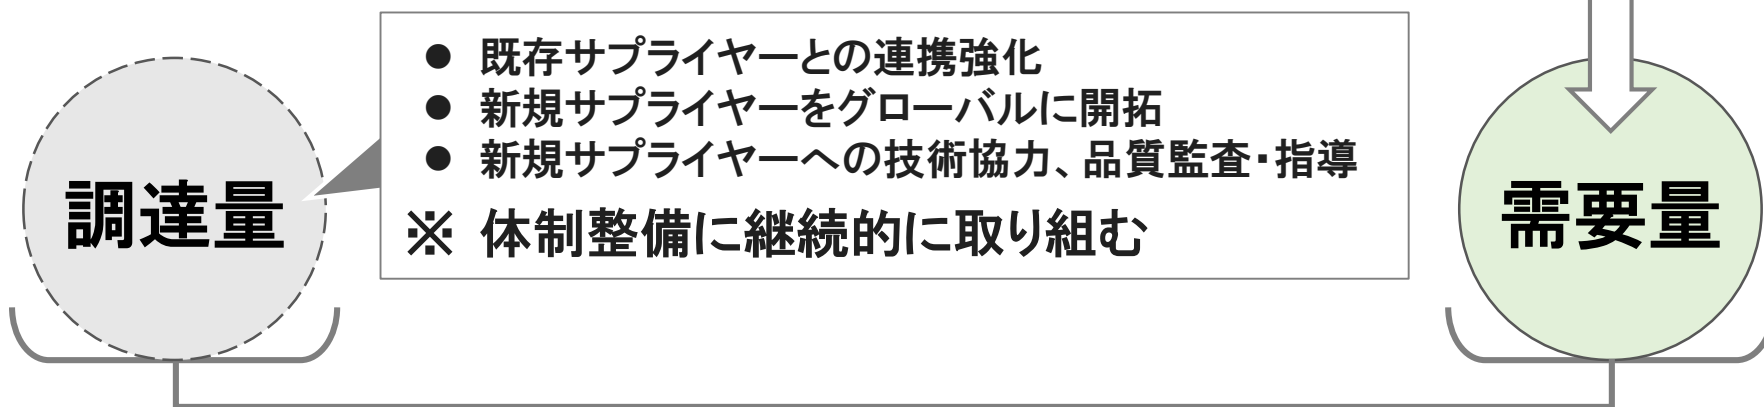 ● 既存サプライヤーとの連携強化
● 新規サプライヤーをグローバルに開拓
● 新規サプライヤーへの技術協力、品質監査・指導
※ 体制整備に継続的に取り組む
調達量
需要量